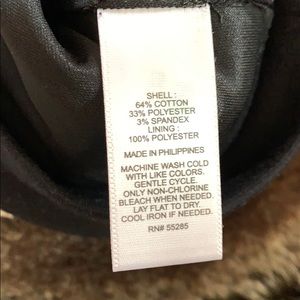 SHELL :
64% COTTON
33% POLYESTER
3% SPANDEX
LINING :
100% POLYESTER
MADE IN PHILIPPINES
MACHINE WASH COLD
WITH LIKE COLORS.
GENTLE CYCLE.
ONLY NON-CHLORINE
BLEACH WHEN NEEDED.
LAY FLAT TO DRY.
COOL IRON IF NEEDED.
RN# 55285